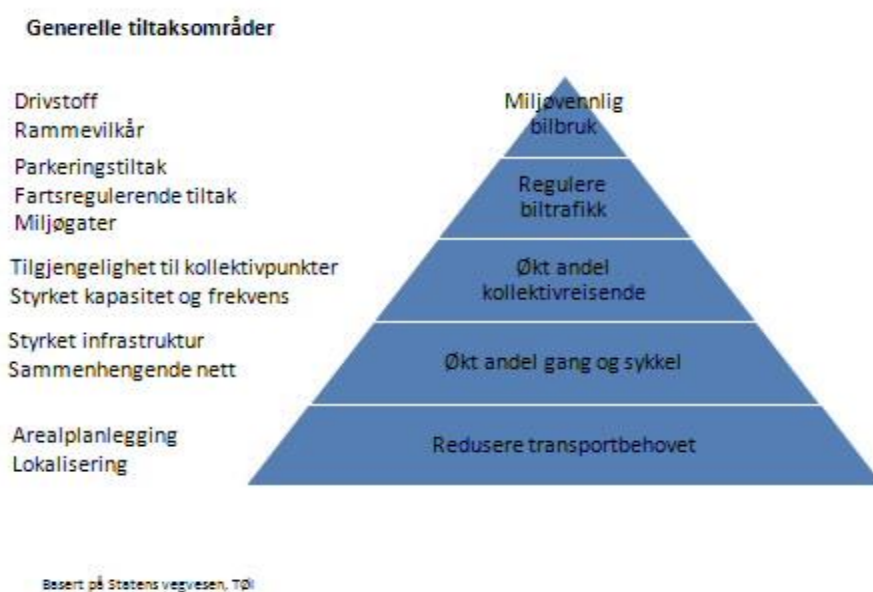 Generelle tiltaksområder
Drivstoff
Rammevilkår
Miljøvennlig
bilbruk
Parkeringstiltak
Fartsregulerende tiltak
Miljøgater
Regulere
biltrafikk
Tilgjengelighet til kollektivpunkter
Styrket kapasitet og frekvens
Økt andel
kollektivreisende
Styrket infrastruktur
Sammenhengende nett
Økt andel gang og sykkel
Arealplanlegging
Lokalisering
Redusere transportbehovet
Basert på Statens vegvesen, TØI